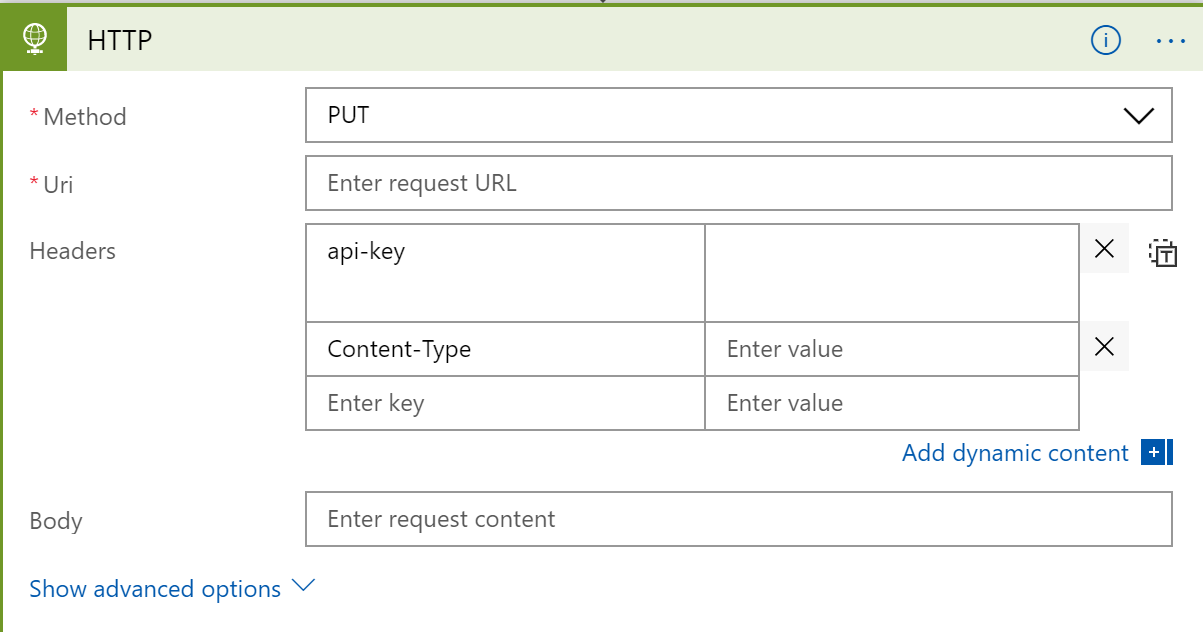 HTTP
* Method
PUT
* Uri
Enter request URL
Headers
api-key
Content-Type
Enter value
Enter key
Enter value
Add dynamic content
Body
Enter request content
Show advanced options